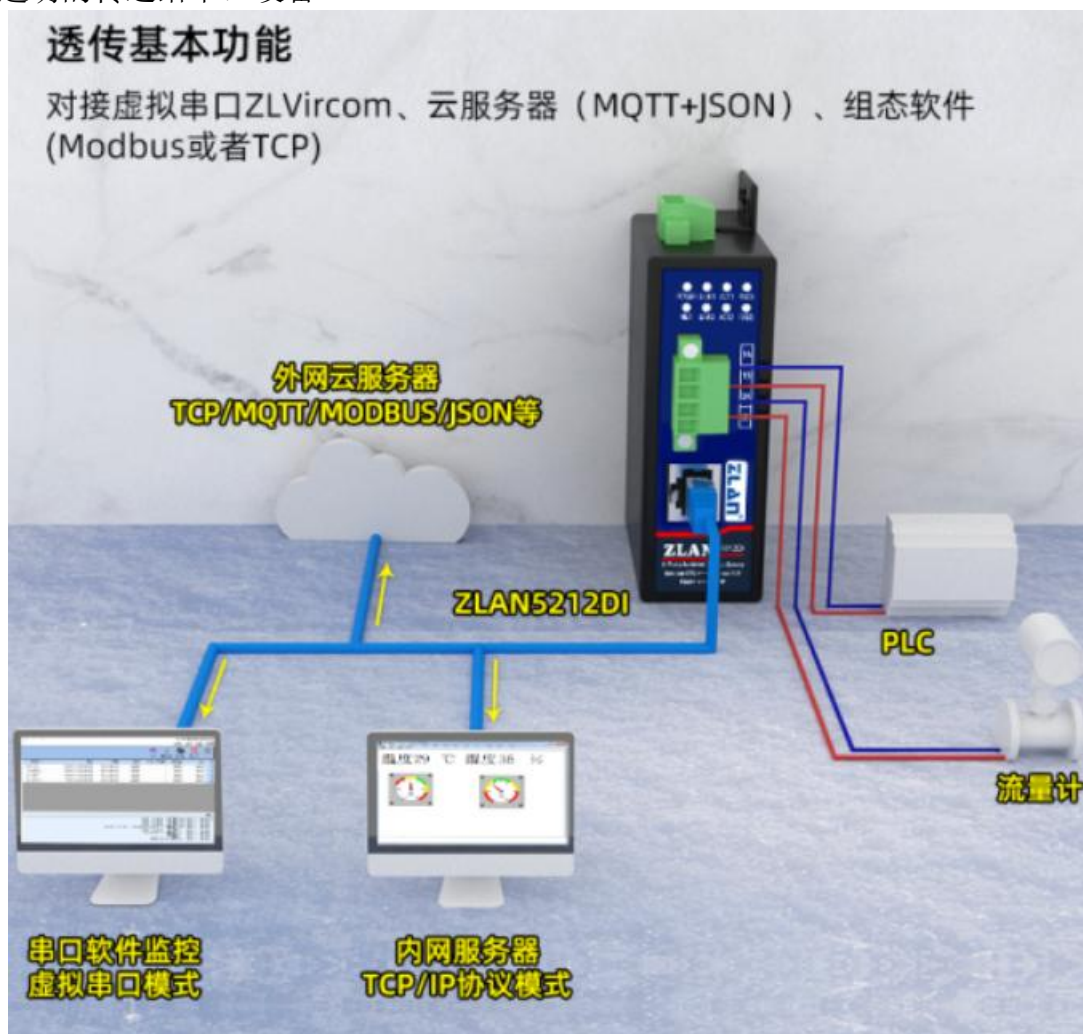 透传基本功能
对接虚拟串口ZLVircom、云服务器（MQTT+JSON）、组态软件
(Modbus或者TCP)
外网云服务器
TCP/MQTT/MODBUS/JSON等
ZLAN
ZLAN5212DI
PLC
流量计
串口软件监控
虚拟串口模式
内网服务器
TCP/IP协议模式